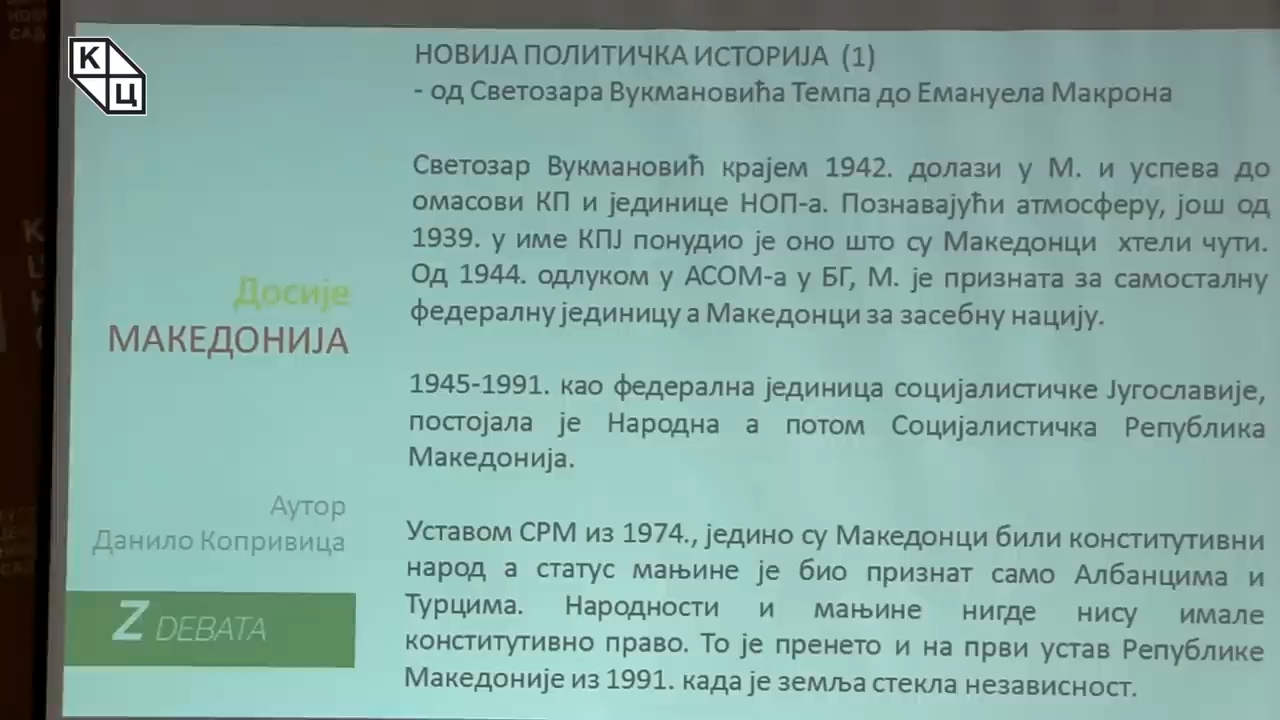 К
Ц
НОВИЈА ПОЛИТИЧКА ИСТОРИЈА (1)
- од Светозара Вукмановића Темпа до Емануела Макрона
Светозар Вукмановић крајем 1942. долази у М. и успева до
омасови КП и јединице НОП-а. Познавајући атмосферу, још од
1939. у име КПЈ понудио је оно што су Македонци хтели чути.
Од 1944. одлуком у АСОМ-а у БГ, М. је призната за самосталну
федералну јединицу а Македонци за засебну нацију.
1945-1991. као федерална јединица социјалистичке Југославије,
постојала је Народна а потом Социјалистичка Република
Македонија.
Уставом СРМ из 1974., једино су Македонци били конститутивни
народ а статус мањине је био признат само Албанцима и
Турцима. Народности и мањине нигде нису имале
конститутивно право. То је пренето и на први устав Републике
Македоније из 1991. када је земља стекла независност.
Досије
МАКЕДОНИЈА
Аутор
Данило Копривица
Z DEBATA